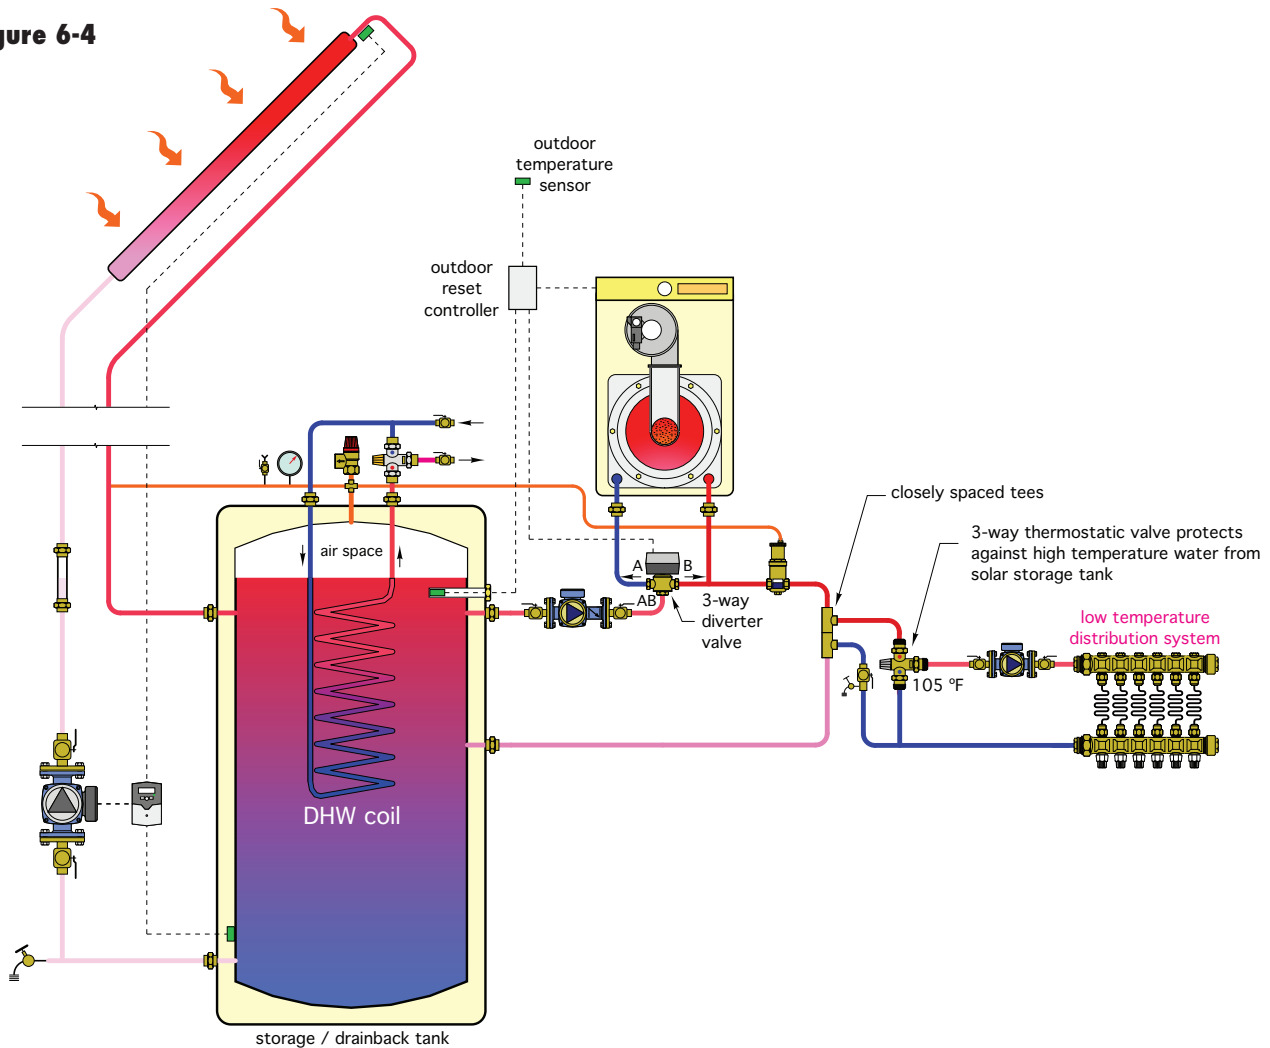 gure 6-4
outdoor
temperature
sensor
outdoor
reset
controller
closely spaced tees
3-way thermostatic valve protects
against high temperature water from
solar storage tank
air space
A
B
AB
3-way
diverter
valve
low temperature
distribution system
105 ºF
DHW coil
storage / drainback tank